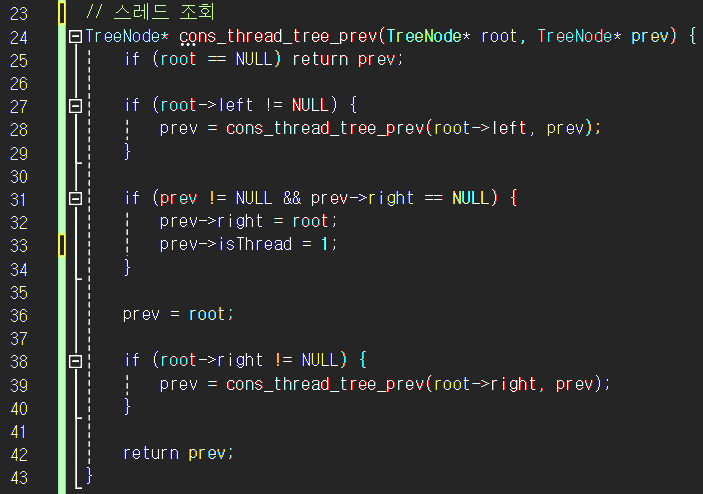 23 // 스레드 조회
24 TreeNode* cons_thread_tree_prev(TreeNode* root, TreeNode* prev) {
25 if (root == NULL) return prev;
26
27 if (root->left != NULL) {
28 prev = cons_thread_tree_prev(root->left, prev);
29 }
30
31 if (prev != NULL && prev->right == NULL) {
32 prev->right = root;
33 prev->isThread = 1;
34 }
35
36 prev = root;
37
38 if (root->right != NULL) {
39 prev = cons_thread_tree_prev(root->right, prev);
40 }
41
42 return prev;
43 }